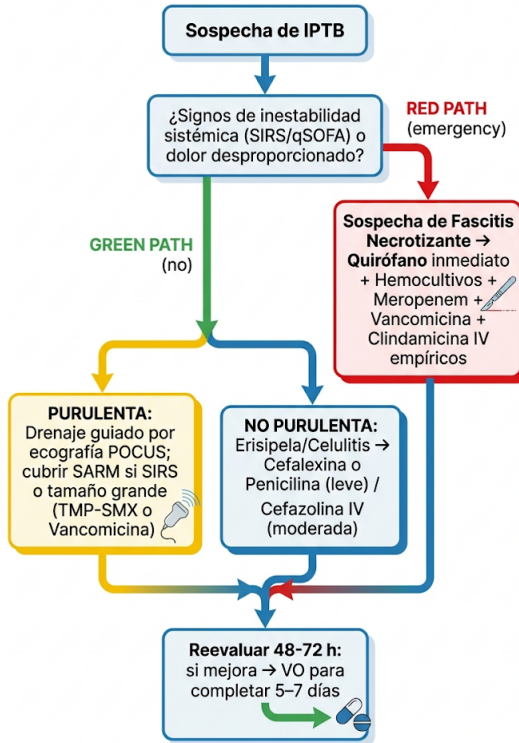 Sospecha de IPTB
¿Signos de inestabilidad
sistémica (SIRS/qSOFA) o
dolor desproporcionado?
RED PATH
(emergency)
GREEN PATH
(no)
Sospecha de Fascitis
Necrotizante →
Quirófano inmediato
+ Hemocultivos +
Meropenem +
Vancomicina +
Clindamicina IV
empíricos
PURULENTA:
Drenaje guiado por
ecografía POCUS;
cubrir SARM si SIRS
o tamaño grande
(TMP-SMX o
Vancomicina)
NO PURULENTA:
Erisipela/Celulitis →
Cefalexina o
Penicilina (leve) /
Cefazolina IV
(moderada)
Reevaluar 48-72 h:
si mejora → VO para
completar 5–7 días